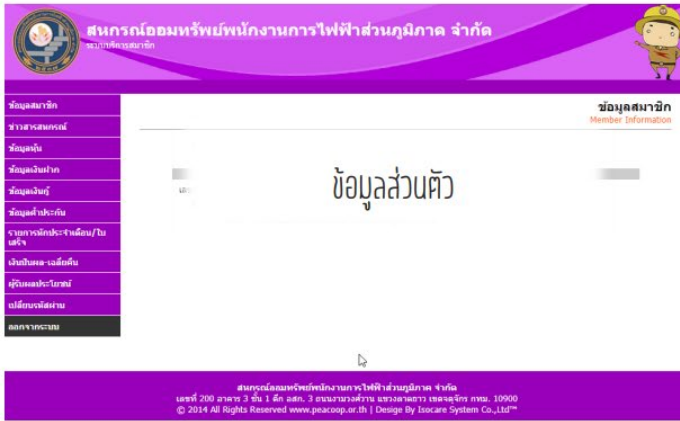 สหกรณ์ออมทรัพย์พนักงานการไฟฟ้าส่วนภูมิภาค จำกัด
ระบบบริการสมาชิก
ข้อมูลสมาชิก
ข่าวสารสหกรณ์
ข้อมูลหุ้น
ข้อมูลเงินฝาก
ข้อมูลเงินกู้
ข้อมูลค้ำประกัน
รายการหักประจำเดือน/ใบ
เสร็จ
เงินปันผล-เฉลี่ยคืน
ผู้รับผลประโยชน์
เปลี่ยนรหัสผ่าน
ออกจากระบบ
ข้อมูลสมาชิก
Member Information
ข้อมูลส่วนตัว
สหกรณ์ออมทรัพย์พนักงานการไฟฟ้าส่วนภูมิภาค จำกัด
เลขที่ 200 อาคาร 3 ชั้น 1 ตึก อสก. 3 ถนนงามวงศ์วาน แขวงลาดยาว เขตจตุจักร กทม. 10900
© 2014 All Rights Reserved www.peacoop.or.th | Desige By Isocare System Co.,Ltd™